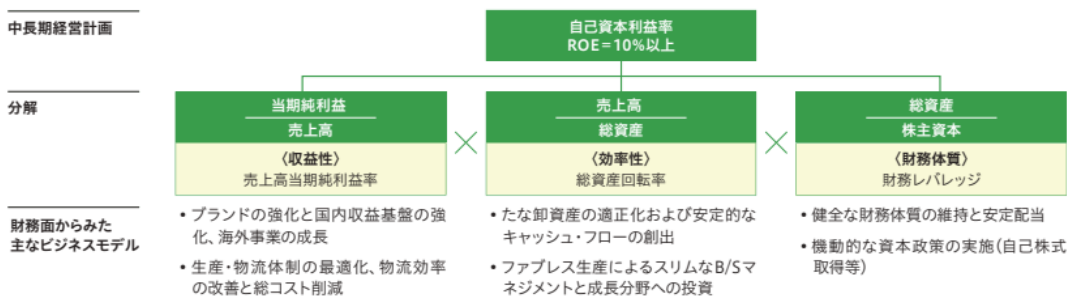 中長期経営計画
自己資本利益率
ROE=10%以上
分解
当期純利益
売上高
〈収益性〉
売上高当期純利益率
×
売上高
総資産
〈効率性〉
総資産回転率
×
総資産
株主資本
〈財務体質〉
財務レバレッジ
財務面からみた
主なビジネスモデル
• ブランドの強化と国内収益基盤の強
化、海外事業の成長
• 生産・物流体制の最適化、物流効率
の改善と総コスト削減
• たな卸資産の適正化および安定的な
キャッシュ・フローの創出
• ファブレス生産によるスリムなB/Sマ
ネジメントと成長分野への投資
• 健全な財務体質の維持と安定配当
• 機動的な資本政策の実施(自己株式
取得等)